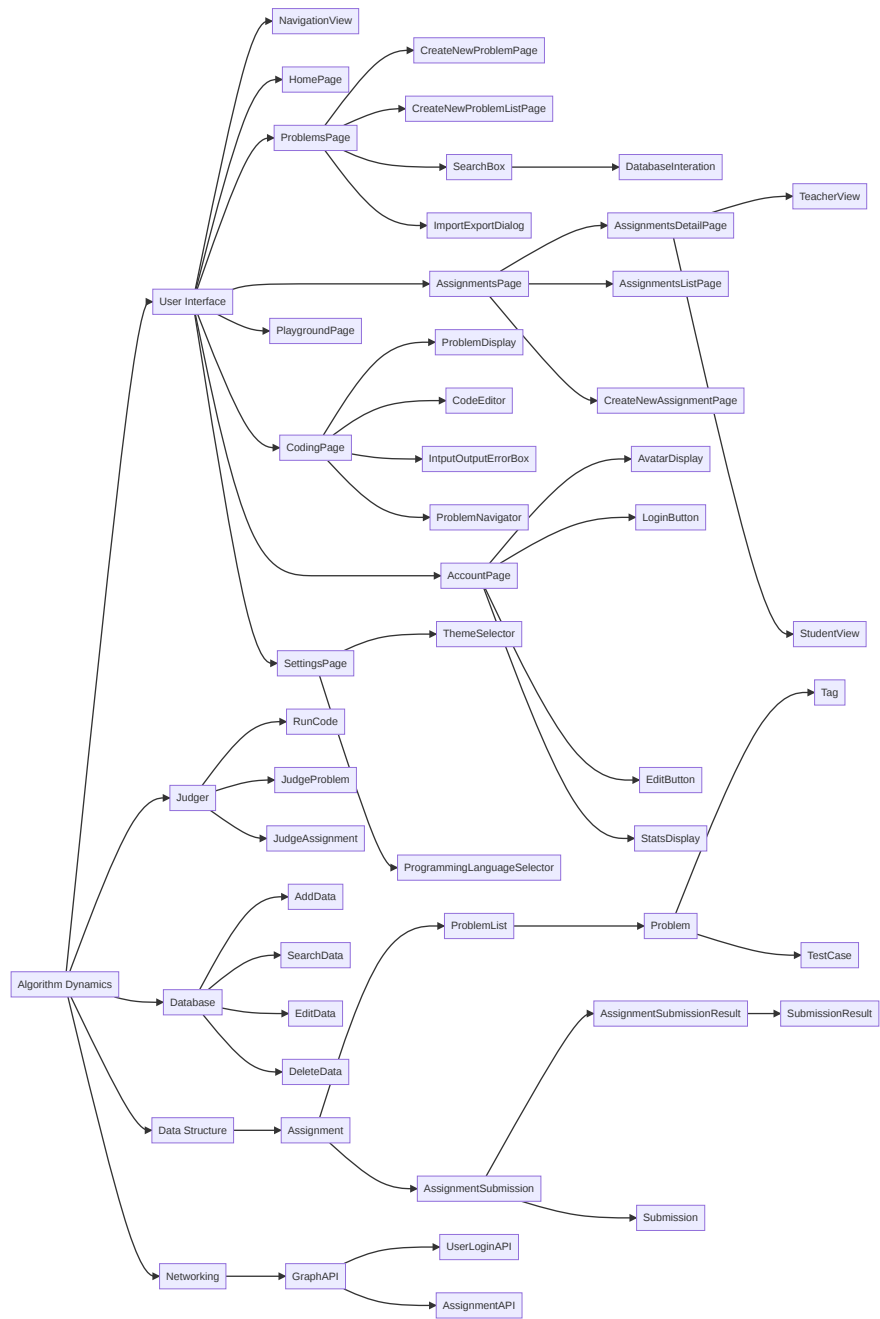 NavigationView
CreateNewProblemPage
HomePage
CreateNewProblemListPage
ProblemsPage
SearchBox
DatabaseInteration
TeacherView
ImportExportDialog
AssignmentsDetailPage
User Interface
AssignmentsPage
AssignmentsListPage
PlaygroundPage
ProblemDisplay
CodeEditor
CreateNewAssignmentPage
CodingPage
IntputOutputErrorBox
AvatarDisplay
ProblemNavigator
LoginButton
AccountPage
ThemeSelector
StudentView
SettingsPage
Tag
RunCode
Judger
JudgeProblem
EditButton
JudgeAssignment
StatsDisplay
ProgrammingLanguageSelector
AddData
ProblemList
Problem
SearchData
TestCase
Algorithm Dynamics
Database
EditData
AssignmentSubmissionResult
SubmissionResult
DeleteData
Data Structure
Assignment
AssignmentSubmission
Submission
UserLoginAPI
Networking
GraphAPI
AssignmentAPI